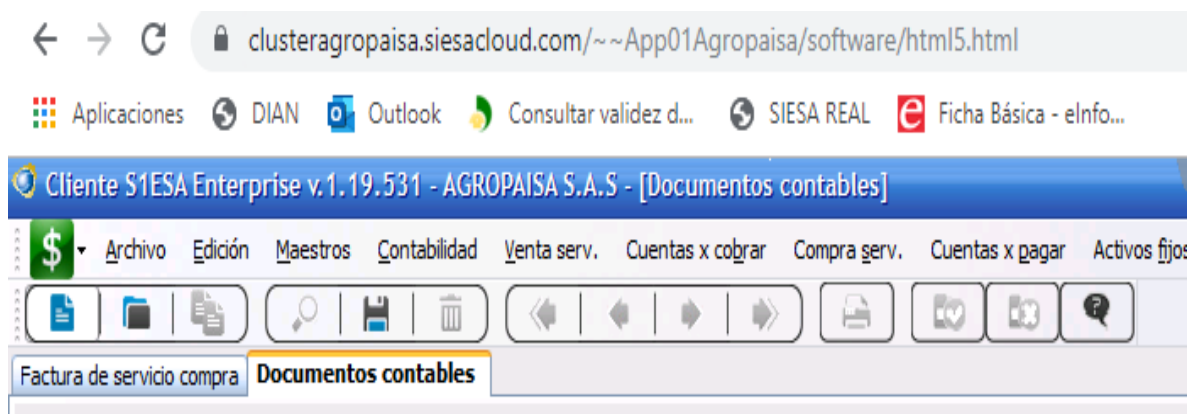 clusteragropaisa.siesacloud.com/~~App01Agropaisa/software/html5.html
Aplicaciones DIAN Outlook Consultar validez d... SIESA REAL Ficha Básica - eInfo...
Cliente S1ESA Enterprise v.1.19.531 - AGROPAISA S.A.S - [Documentos contables]
$ Archivo Edición Maestros Contabilidad Venta serv. Cuentas x cobrar Compra serv. Cuentas x pagar Activos fijos
Factura de servicio compra Documentos contables